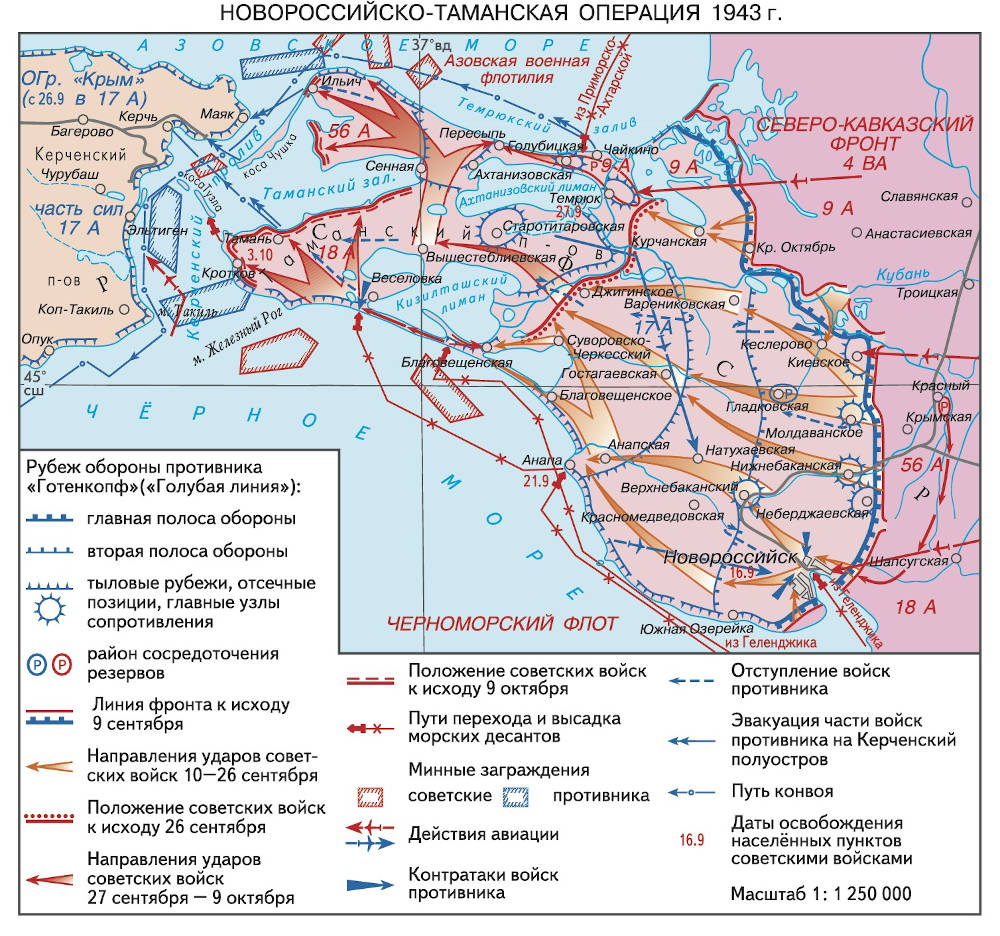 НОВОРОССИЙСКО-ТАМАНСКАЯ ОПЕРАЦИЯ 1943 г.
АЗОВСКОЕ МОРЕ
37°вд
Азовская военная
флотилия
из Приморско-
-Ахтарской
ОГр. «Крым»
(с 26.9 в 17 А)
Ильич
Маяк
Керчь
Багерово
Керченский
Чурубаш
часть сил
17 А
Эльтиген
п-ов
Р
Коп-Такиль
м. Такиль
Опук
45°
сш
Керченский
пролив
коса Чушка
коса Тузла
Темрюкский
залив
56 А
Пересыпь
Голубицкая
Р
Чайкино
9 А
9 А
СЕВЕРО-КАВКАЗСКИЙ
ФРОНТ
4 ВА
9 А
Сенная
Ахтанизовская
Ахтанизовский лиман
Темрюк
27.9
Таманский зал.
Славянская
Анастасиевская
Таманский п-ов
Тамань
3.10
18 А
Старотитаровская
Курчанская
Кр. Октябрь
Вышестеблиевская
Ф
Кротков
Веселовка
Кизилташский
лиман
Джигинское
Варениковская
17 А
Кубань
Троицкая
м. Железный Рог
Кеслерово
Киевское
Благовещенская
Суворовско-
Черкесский
Гостагаевская
С
Р
Гладковская
Красный
Р
Крымская
Благовещенское
Молдаванское
ЧЁРНОЕ МОРЕ
Анапа
21.9
Анапская
Натухаевская
Нижнебаканская
56 А
Р
Верхнебаканский
Неберджаевская
Красномедведовская
Новороссийск
16.9
Шапсугская
из Геленджика
18 А
ЧЕРНОМОРСКИЙ ФЛОТ
Южная Озерейка
из Геленджика
Рубеж обороны противника
«Готенкопф»(«Голубая линия»):
главная полоса обороны
вторая полоса обороны
тыловые рубежи, отсечные
позиции, главные узлы
сопротивления
Р Р
район сосредоточения
резервов
Линия фронта к исходу
9 сентября
Направления ударов совет-
ских войск 10—26 сентября
Положение советских войск
к исходу 26 сентября
Направления ударов
советских войск
27 сентября — 9 октября
Положение советских войск
к исходу 9 октября
Пути перехода и высадка
морских десантов
Минные заграждения
советские
противника
Действия авиации
Контратаки войск
противника
Отступление войск
противника
Эвакуация части войск
противника на Керченский
полуостров
Путь конвоя
16.9
Даты освобождения
населённых пунктов
советскими войсками
Масштаб 1: 1 250 000